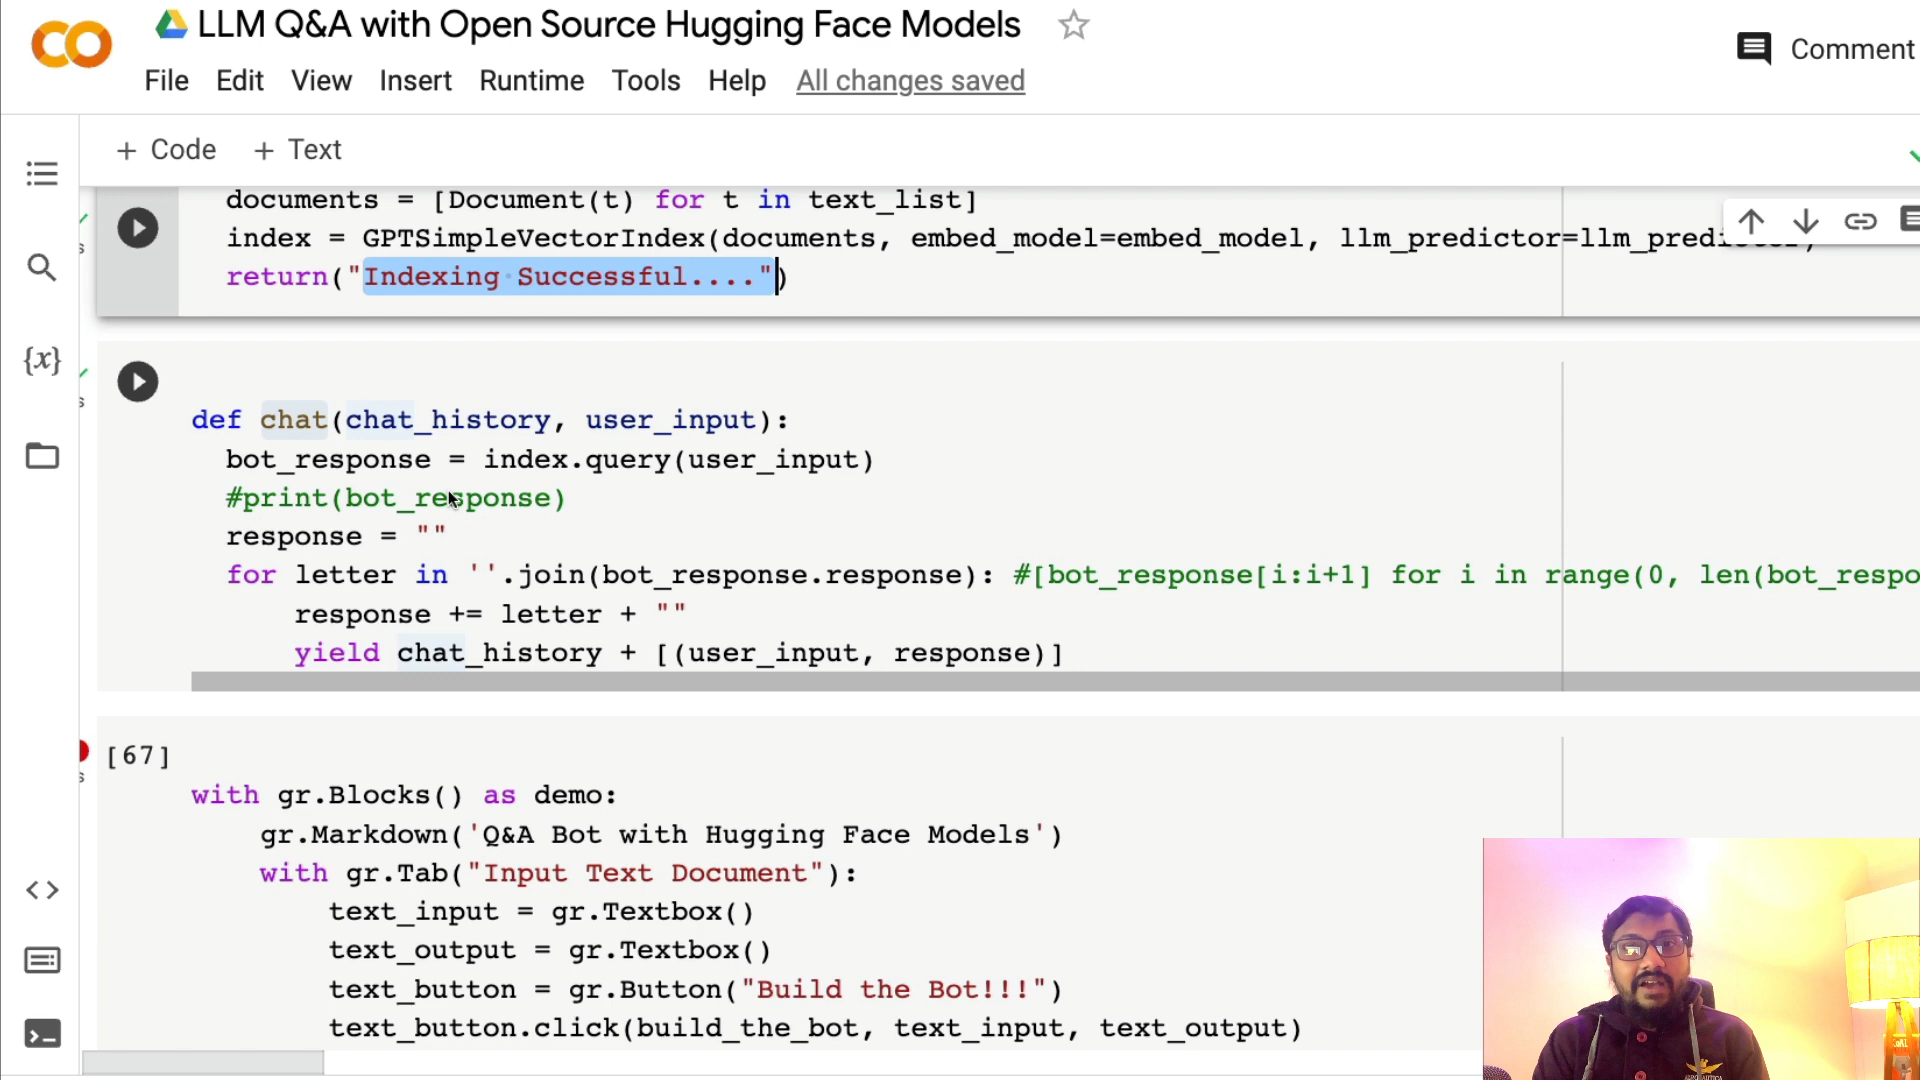 LLM Q&A with Open Source Hugging Face Models
Comment
File Edit View Insert Runtime Tools Help All changes saved
+ Code + Text
documents = [Document(t) for t in text_list]
index = GPTSimpleVectorIndex(documents, embed_model=embed_model, llm_predictor=llm_predictor)
return("Indexing Successful....")
{x}
s
def chat(chat_history, user_input):
bot_response = index.query(user_input)
#print(bot_response)
response = ""
for letter in ''.join(bot_response.response): #[bot_response[i:i+1] for i in range(0, len(bot_respo
response += letter + ""
yield chat_history + [(user_input, response)]
[67]
with gr.Blocks() as demo:
gr.Markdown('Q&A Bot with Hugging Face Models')
with gr.Tab("Input Text Document"):
text_input = gr.Textbox()
text_output = gr.Textbox()
text_button = gr.Button("Build the Bot!!!")
text_button.click(build_the_bot, text_input, text_output)